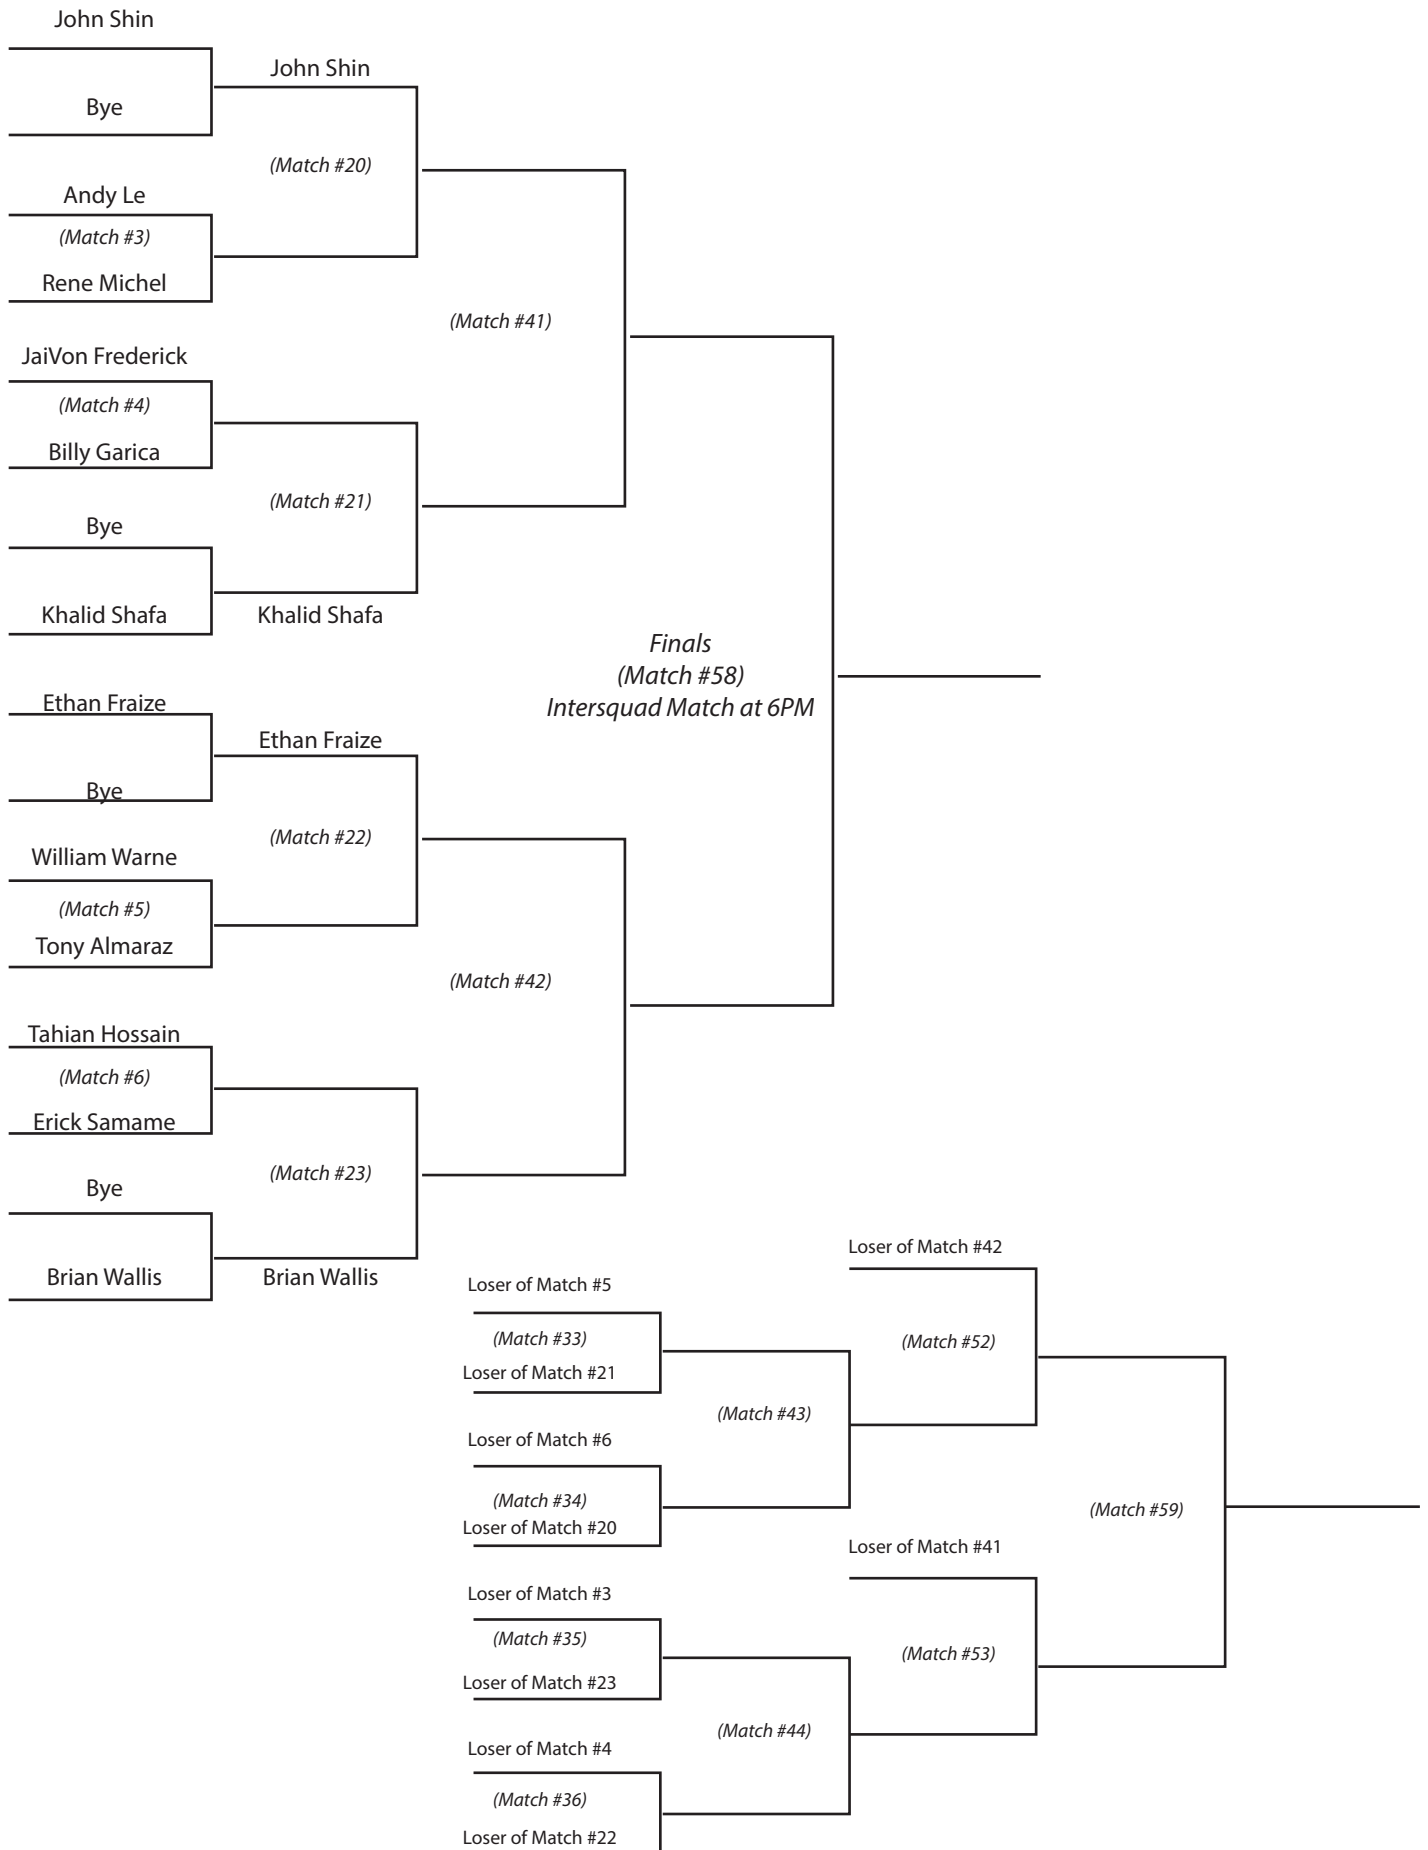 John Shin
John Shin
Bye
(Match #20)
Andy Le
(Match #3)
Rene Michel
(Match #41)
JaiVon Frederick
(Match #4)
Billy Garica
(Match #21)
Bye
Khalid Shafa
Khalid Shafa
Finals
(Match #58)
Intersquad Match at 6PM
Ethan Fraize
Ethan Fraize
Bye
(Match #22)
William Warne
(Match #5)
Tony Almaraz
(Match #42)
Tahian Hossain
(Match #6)
Erick Samame
(Match #23)
Bye
Brian Wallis
Brian Wallis
Loser of Match #42
Loser of Match #5
(Match #33)
(Match #52)
Loser of Match #21
(Match #43)
Loser of Match #6
(Match #34)
Loser of Match #20
(Match #59)
Loser of Match #41
Loser of Match #3
(Match #35)
(Match #53)
Loser of Match #23
(Match #44)
Loser of Match #4
(Match #36)
Loser of Match #22